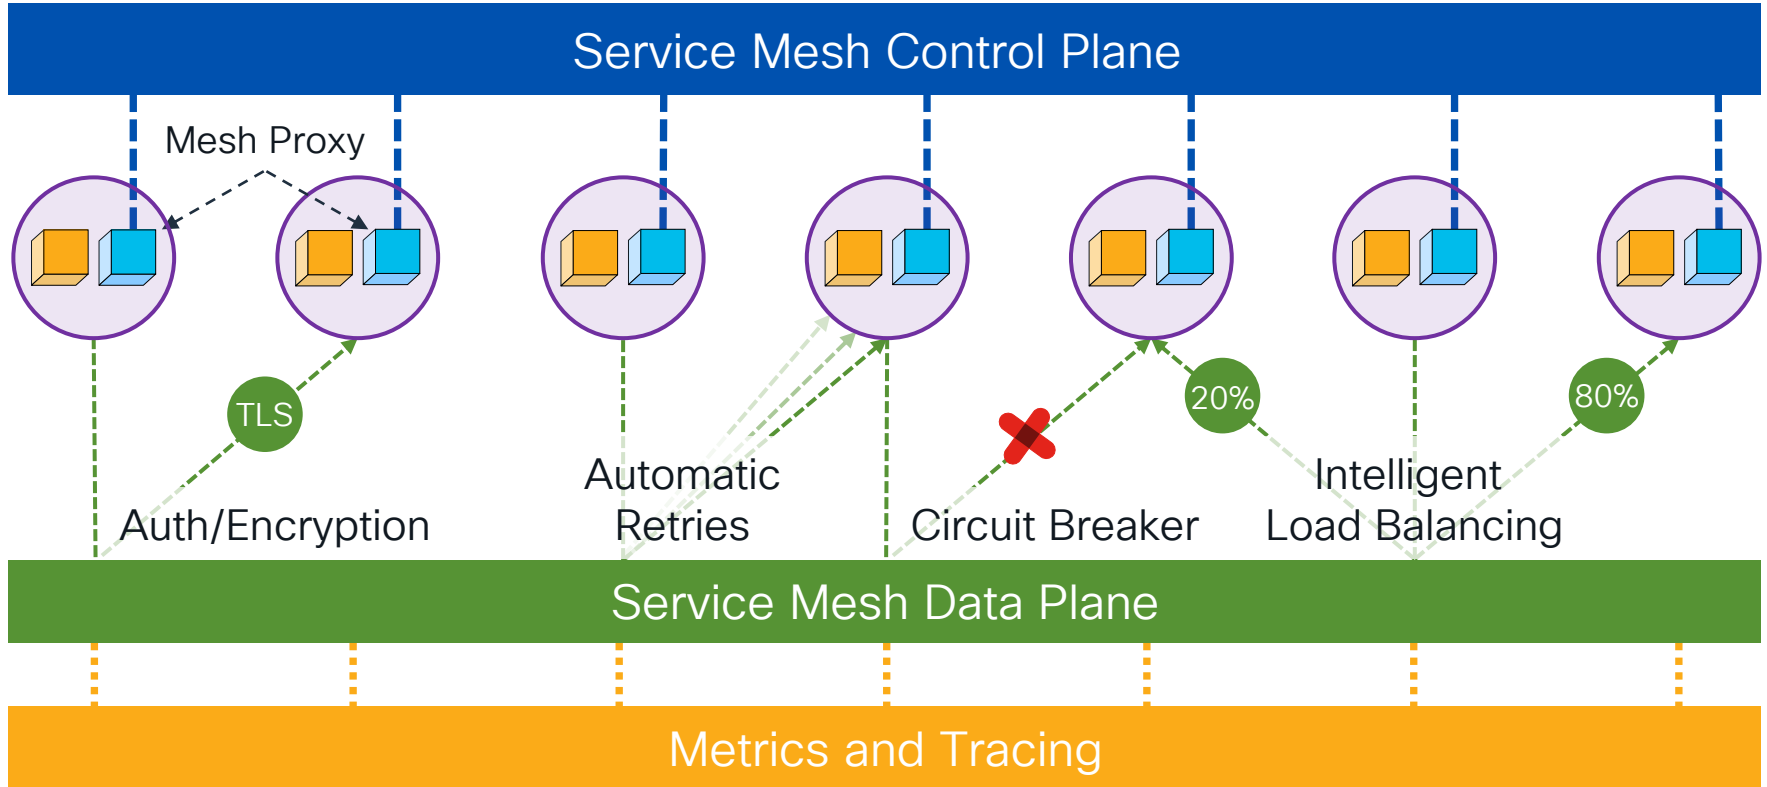 Service Mesh Control Plane
Mesh Proxy
TLS
20%
80%
Automatic
Retries
Intelligent
Load Balancing
Auth/Encryption
Circuit Breaker
Service Mesh Data Plane
Metrics and Tracing